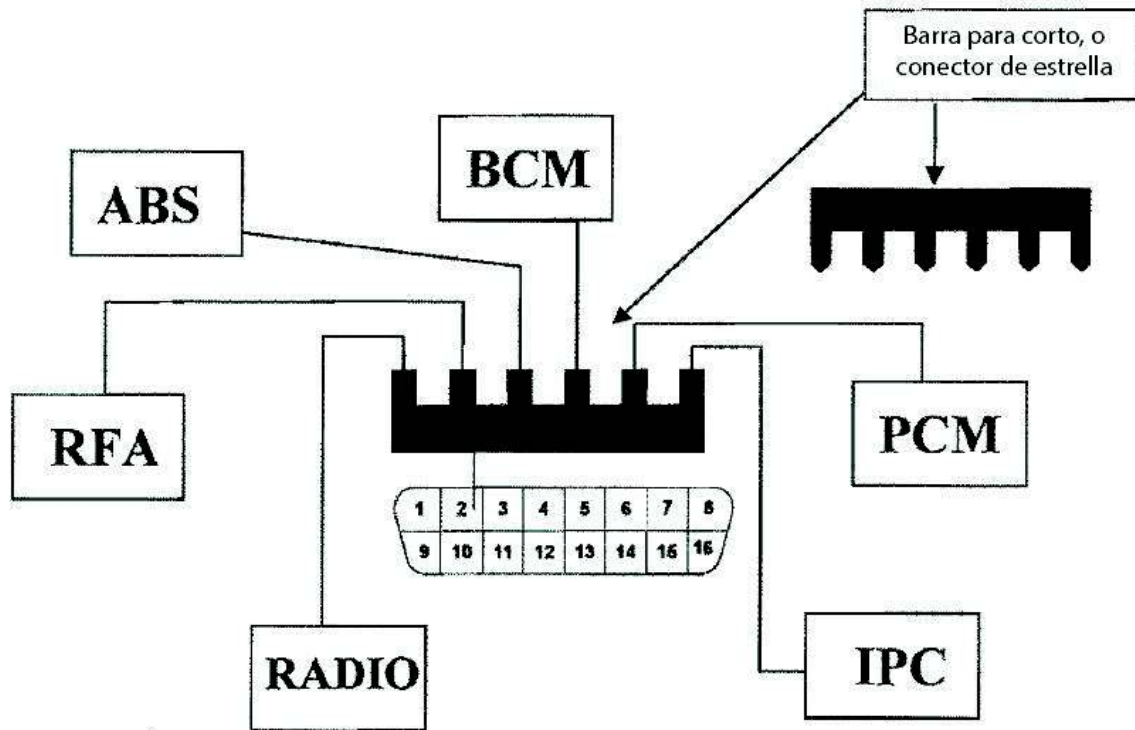 Barra para corto, o
conector de estrella
BCM
ABS
RFA
PCM
1 2 3 4 5 6 7 8
9 10 11 12 13 14 15 16
RADIO
IPC